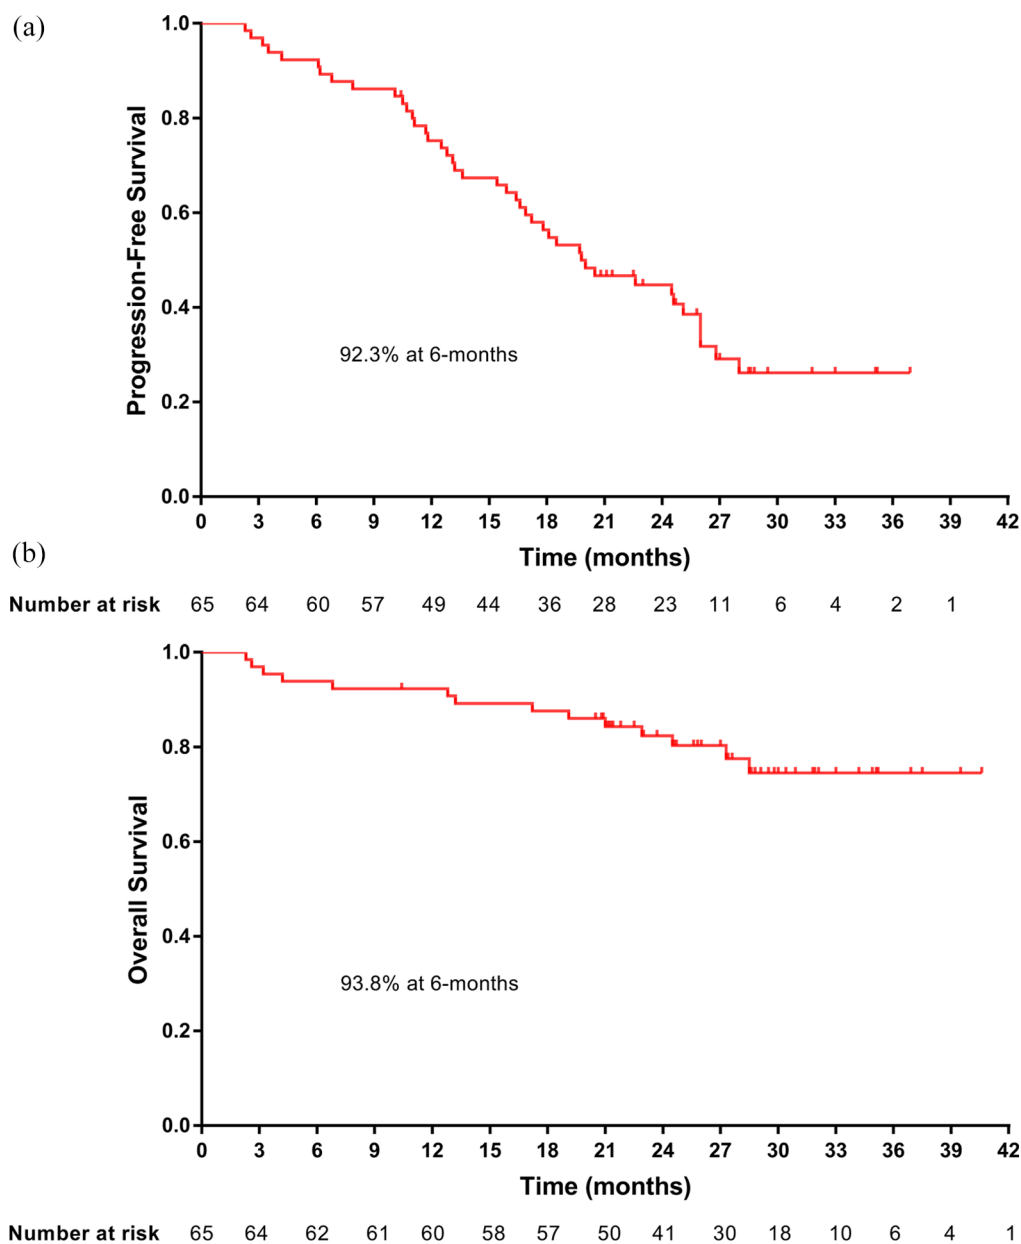 (a)
Progression-Free Survival
1.0
0.8
0.6
0.4
0.2
0.0
92.3% at 6-months
0 3 6 9 12 15 18 21 24 27 30 33 36 39 42
Time (months)
(b)
Number at risk 65 64 60 57 49 44 36 28 23 11 6 4 2 1
Overall Survival
1.0
0.8
0.6
0.4
0.2
0.0
93.8% at 6-months
0 3 6 9 12 15 18 21 24 27 30 33 36 39 42
Time (months)
Number at risk 65 64 62 61 60 58 57 50 41 30 18 10 6 4 1